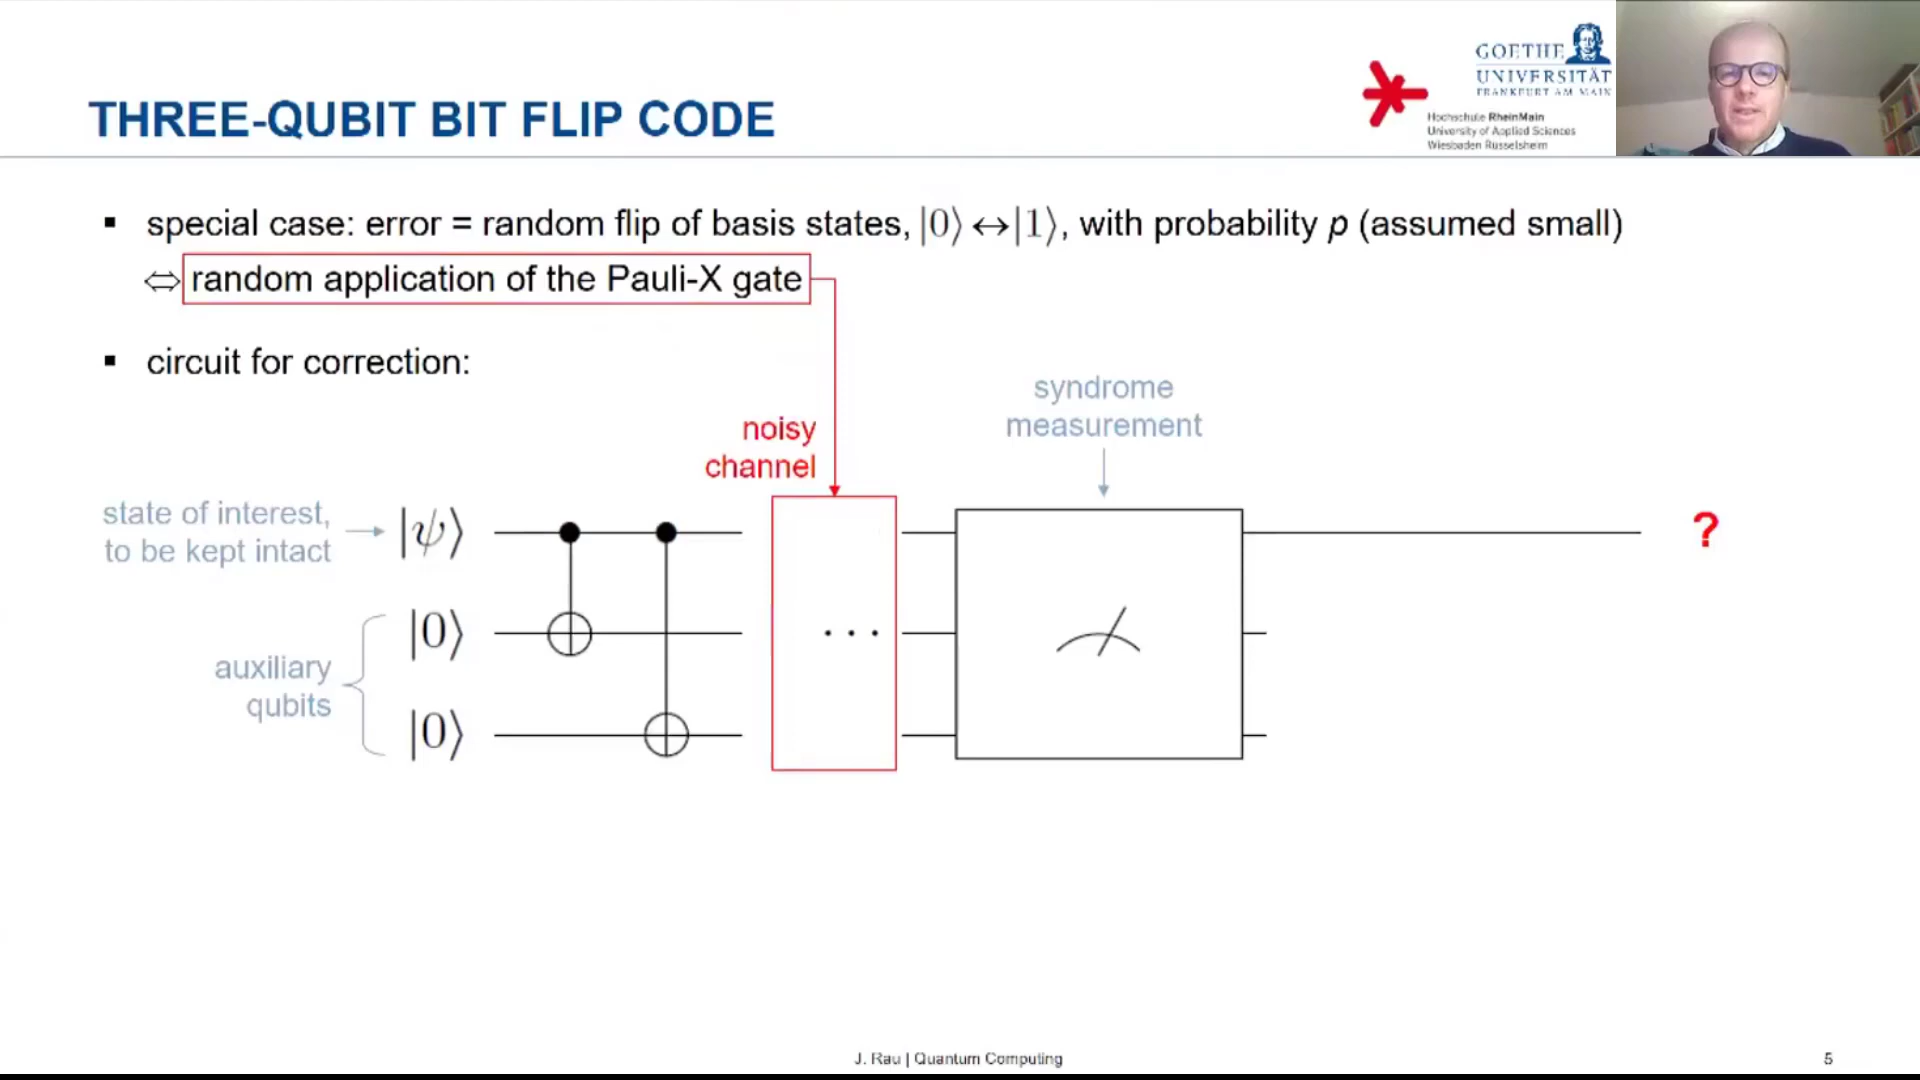 GOETHE
UNIVERSITÄT
FRANKFURT AM MAIN
THREE-QUBIT BIT FLIP CODE
Hochschule RheinMain
University of Applied Sciences
Wiesbaden Rüsselsheim
▪ special case: error = random flip of basis states, |0⟩ ↔ |1⟩, with probability p (assumed small)
⇔ random application of the Pauli-X gate
▪ circuit for correction:
syndrome
measurement
noisy
channel
state of interest,
to be kept intact
|ψ⟩
?
|0⟩
. . .
auxiliary
qubits
|0⟩
J. Rau | Quantum Computing
5